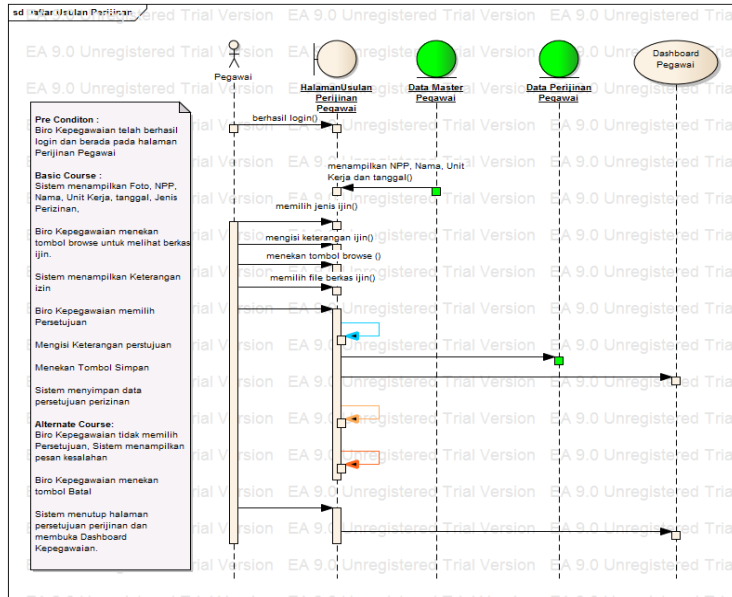 sd Daftar Usulan Perijinan
EA 9.0 Unregistered Trial Version
Pegawai
HalamanUsulan
Perijinan
Pegawai
Data Master
Pegawai
Data Perijinan
Pegawai
Dashboard
Pegawai
Pre Conditon :
Biro Kepegawaian telah berhasil
login dan berada pada halaman
Perijinan Pegawai
Basic Course :
Sistem menampilkan Foto, NPP,
Nama, Unit Kerja, tanggal, Jenis
Perizinan,
Biro Kepegawaian menekan
tombol browse untuk melihat berkas
ijin.
Sistem menampilkan Keterangan
izin
Biro Kepegawaian memilih
Persetujuan
Mengisi Keterangan perstujuan
Menekan Tombol Simpan
Sistem menyimpan data
persetujuan perizinan
Alternate Course:
Biro Kepegawaian tidak memilih
Persetujuan, Sistem menampilkan
pesan kesalahan
Biro Kepegawaian menekan
tombol Batal
Sistem menutup halaman
persetujuan perijinan dan
membuka Dashboard
Kepegawaian.
berhasil login()
menampilkan NPP, Nama, Unit
Kerja dan tanggal()
memilih jenis ijin()
mengisi keterangan ijin()
menekan tombol browse ()
memilih file berkas ijin()